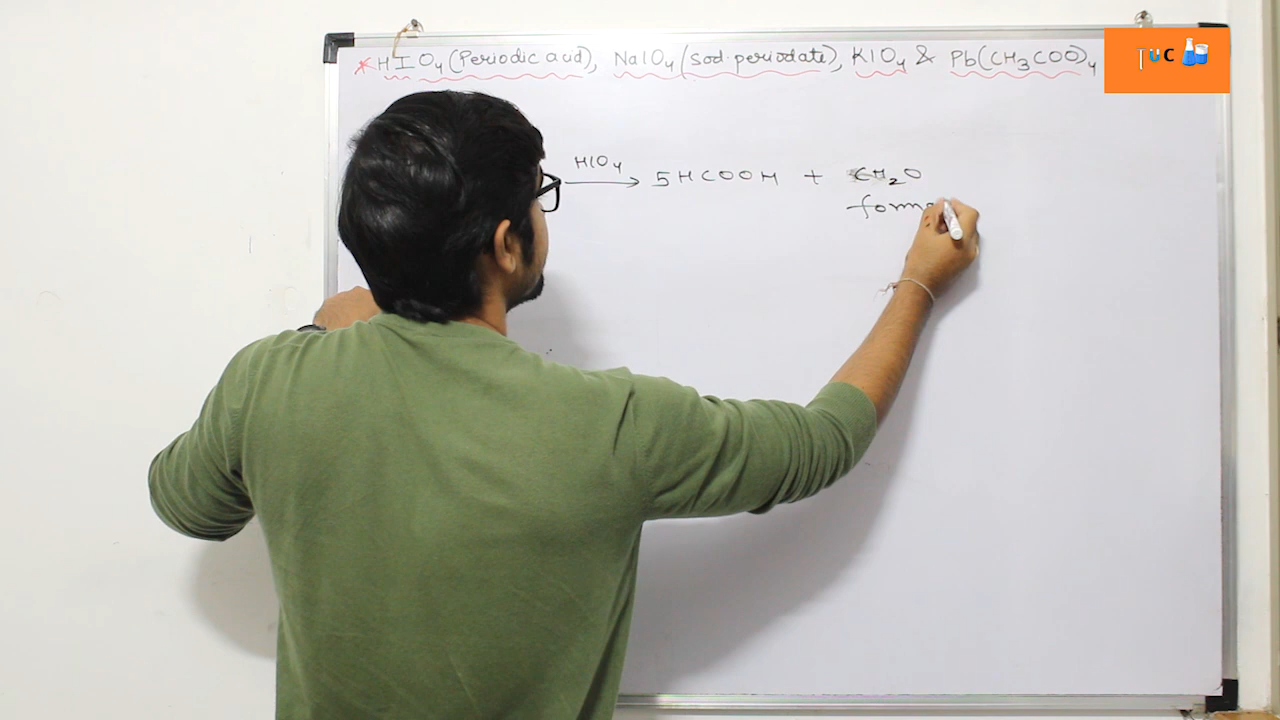 *HIO4 (Periodic acid), NaIO4 (sod. periodate), KIO4 & Pb(CH3COO)4
TUC
HIO4
5HCOOH + CH2O